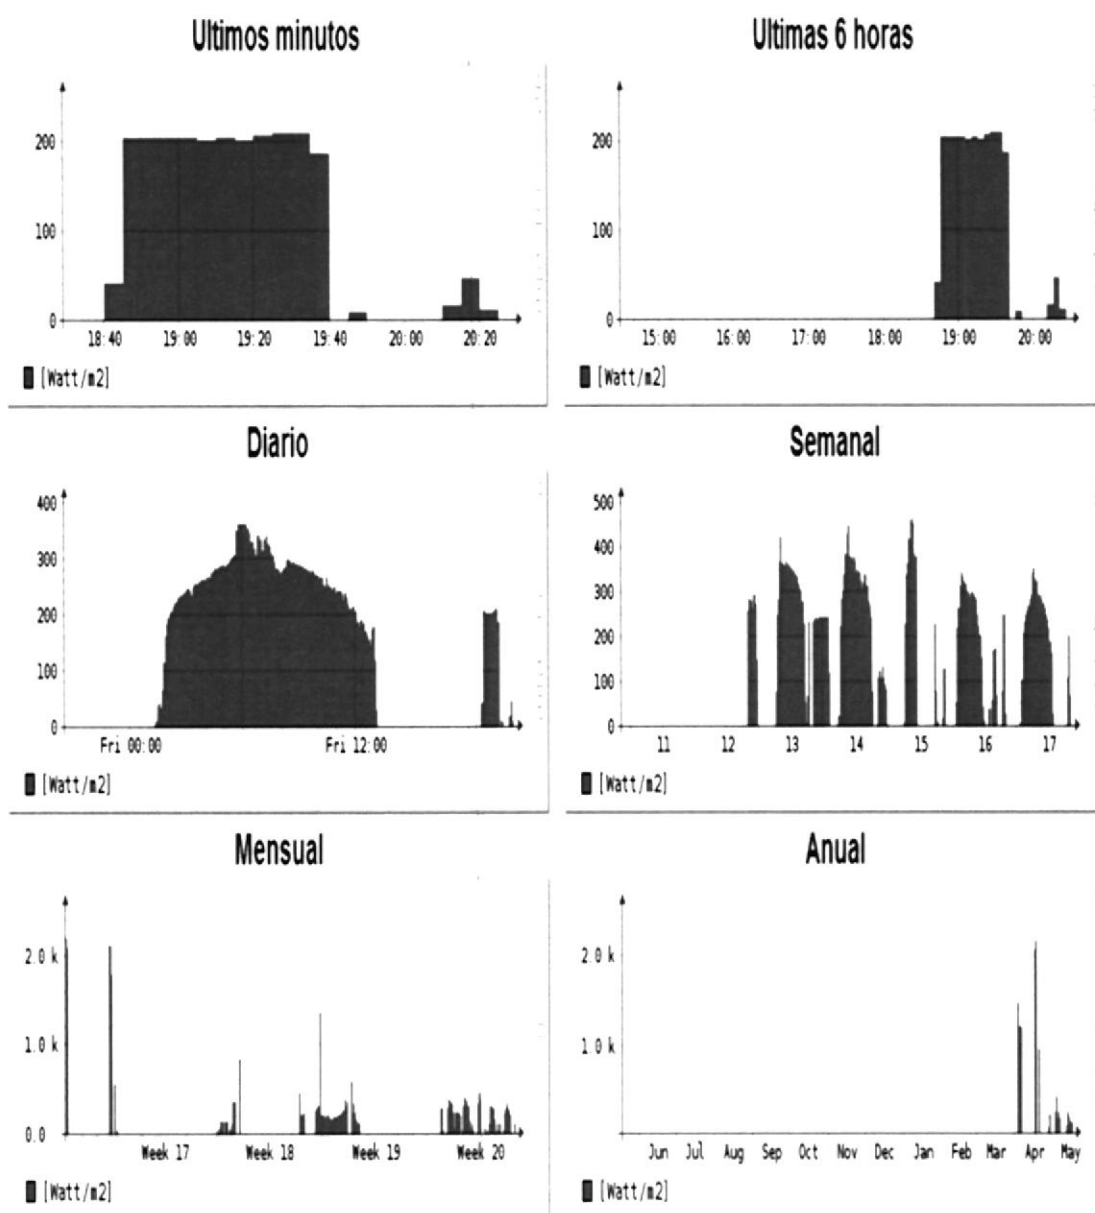 Ultimos minutos
200
100
0
18:40 19:00 19:20 19:40 20:00 20:20
[Watt/m2]
Ultimas 6 horas
200
100
0
15:00 16:00 17:00 18:00 19:00 20:00
[Watt/m2]
Diario
400
300
200
100
0
Fri 00:00 Fri 12:00
[Watt/m2]
Semanal
500
400
300
200
100
0
11 12 13 14 15 16 17
[Watt/m2]
Mensual
2.0 k
1.0 k
0.0
Week 17 Week 18 Week 19 Week 20
[Watt/m2]
Anual
2.0 k
1.0 k
Jun Jul Aug Sep Oct Nov Dec Jan Feb Mar Apr May
[Watt/m2]